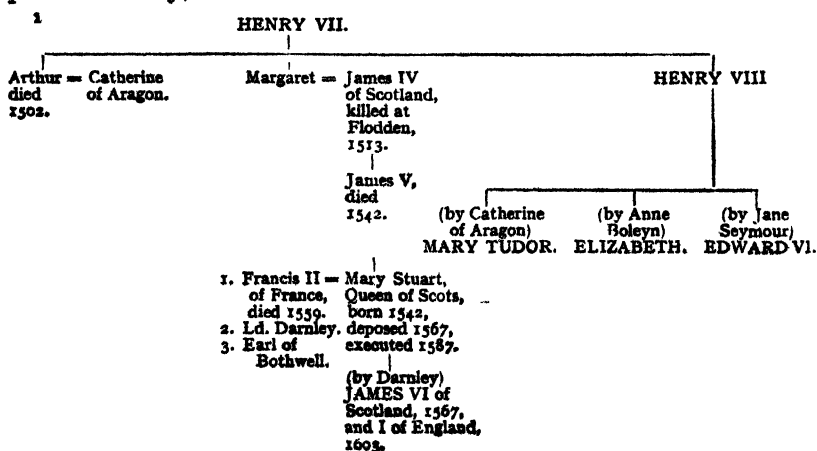 1
HENRY VII.
Arthur = Catherine
died of Aragon.
1502.
Margaret = James IV
of Scotland,
killed at
Flodden,
1513.
HENRY VIII
James V,
died
1542.
(by Catherine
of Aragon)
MARY TUDOR.
(by Anne
Boleyn)
ELIZABETH.
(by Jane
Seymour)
EDWARD VI.
1. Francis II = Mary Stuart,
of France, Queen of Scots,
died 1559. born 1542,
2. Ld. Darnley. deposed 1567,
3. Earl of executed 1587.
Bothwell.
(by Darnley)
JAMES VI of
Scotland, 1567,
and I of England,
1603.